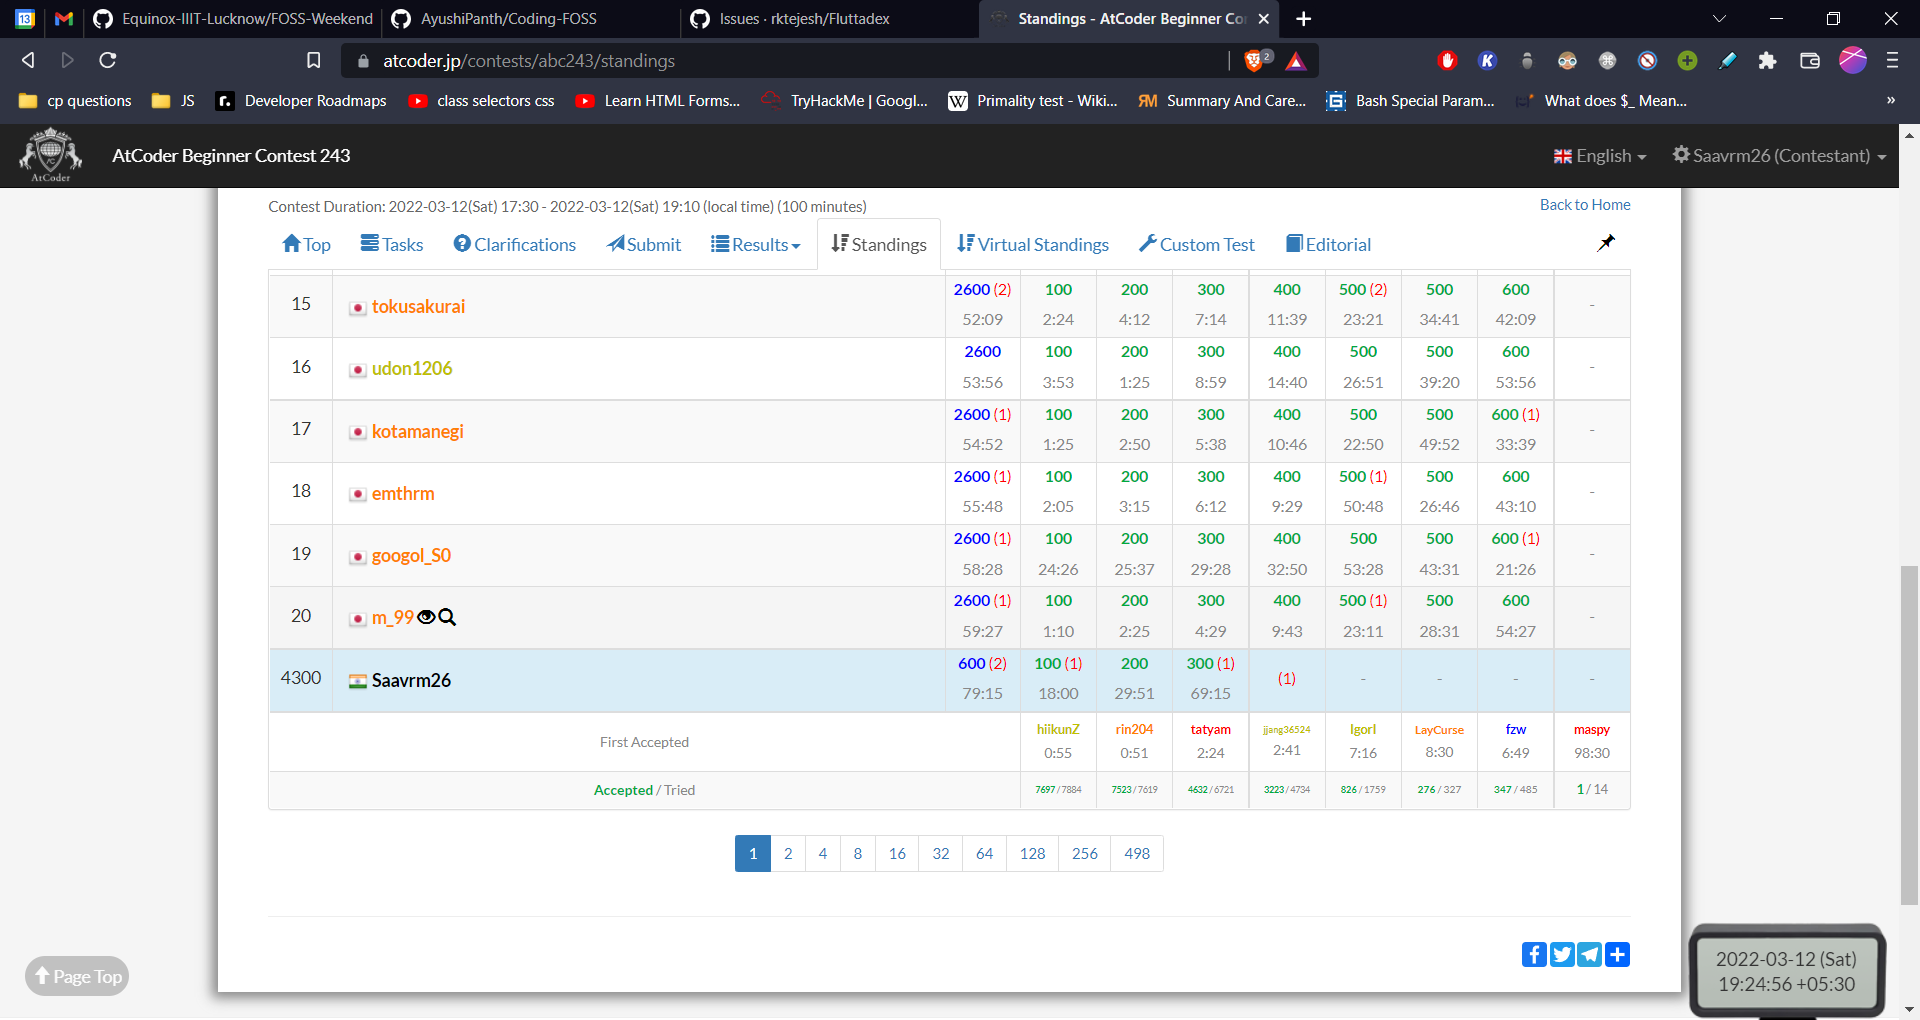 13 Equinox-IIIT-Lucknow/FOSS-Weekend AyushiPanth/Coding-FOSS Issues · rktejesh/Fluttadex Standings - AtCoder Beginner Co
atcoder.jp/contests/abc243/standings 2
cp questions JS Developer Roadmaps class selectors css Learn HTML Forms... TryHackMe | Googl... Primality test - Wiki... Summary And Care... Bash Special Param... What does $_ Mean... »
AtCoder AtCoder Beginner Contest 243 English Saavrm26 (Contestant)
Contest Duration: 2022-03-12(Sat) 17:30 - 2022-03-12(Sat) 19:10 (local time) (100 minutes) Back to Home
Top Tasks Clarifications Submit Results Standings Virtual Standings Custom Test Editorial
15 tokusakurai 2600 (2) 100 200 300 400 500 (2) 500 600 -
52:09 2:24 4:12 7:14 11:39 23:21 34:41 42:09
16 udon1206 2600 100 200 300 400 500 500 600 -
53:56 3:53 1:25 8:59 14:40 26:51 39:20 53:56
17 kotamanegi 2600 (1) 100 200 300 400 500 500 600 (1) -
54:52 1:25 2:50 5:38 10:46 22:50 49:52 33:39
18 emthrm 2600 (1) 100 200 300 400 500 (1) 500 600 -
55:48 2:05 3:15 6:12 9:29 50:48 26:46 43:10
19 googol_S0 2600 (1) 100 200 300 400 500 500 600 (1) -
58:28 24:26 25:37 29:28 32:50 53:28 43:31 21:26
20 m_99 2600 (1) 100 200 300 400 500 (1) 500 600 -
59:27 1:10 2:25 4:29 9:43 23:11 28:31 54:27
4300 Saavrm26 600 (2) 100 (1) 200 300 (1) (1) - - - -
79:15 18:00 29:51 69:15
First Accepted hiikunZ rin204 tatyam jjang36524 Igorl LayCurse fzw maspy
0:55 0:51 2:24 2:41 7:16 8:30 6:49 98:30
Accepted / Tried 7697 / 7884 7523 / 7619 4632 / 6721 3223 / 4734 826 / 1759 276 / 327 347 / 485 1 / 14
1 2 4 8 16 32 64 128 256 498
Page Top
2022-03-12 (Sat)
19:24:56 +05:30